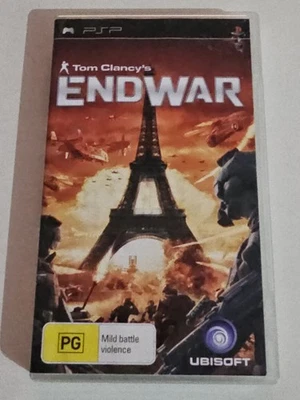 PSP
Tom Clancy's
ENDWAR
PG
Mild battle
violence
UBISOFT